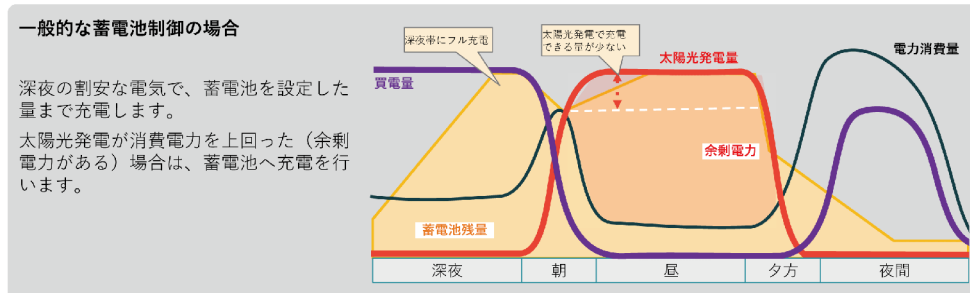 一般的な蓄電池制御の場合
深夜の割安な電気で、蓄電池を設定した
量まで充電します。
太陽光発電が消費電力を上回った（余剰
電力がある）場合は、蓄電池へ充電を行
います。
深夜帯にフル充電
太陽光発電で充電
できる量が少ない
太陽光発電量
電力消費量
買電量
余剰電力
蓄電池残量
深夜
朝
昼
夕方
夜間